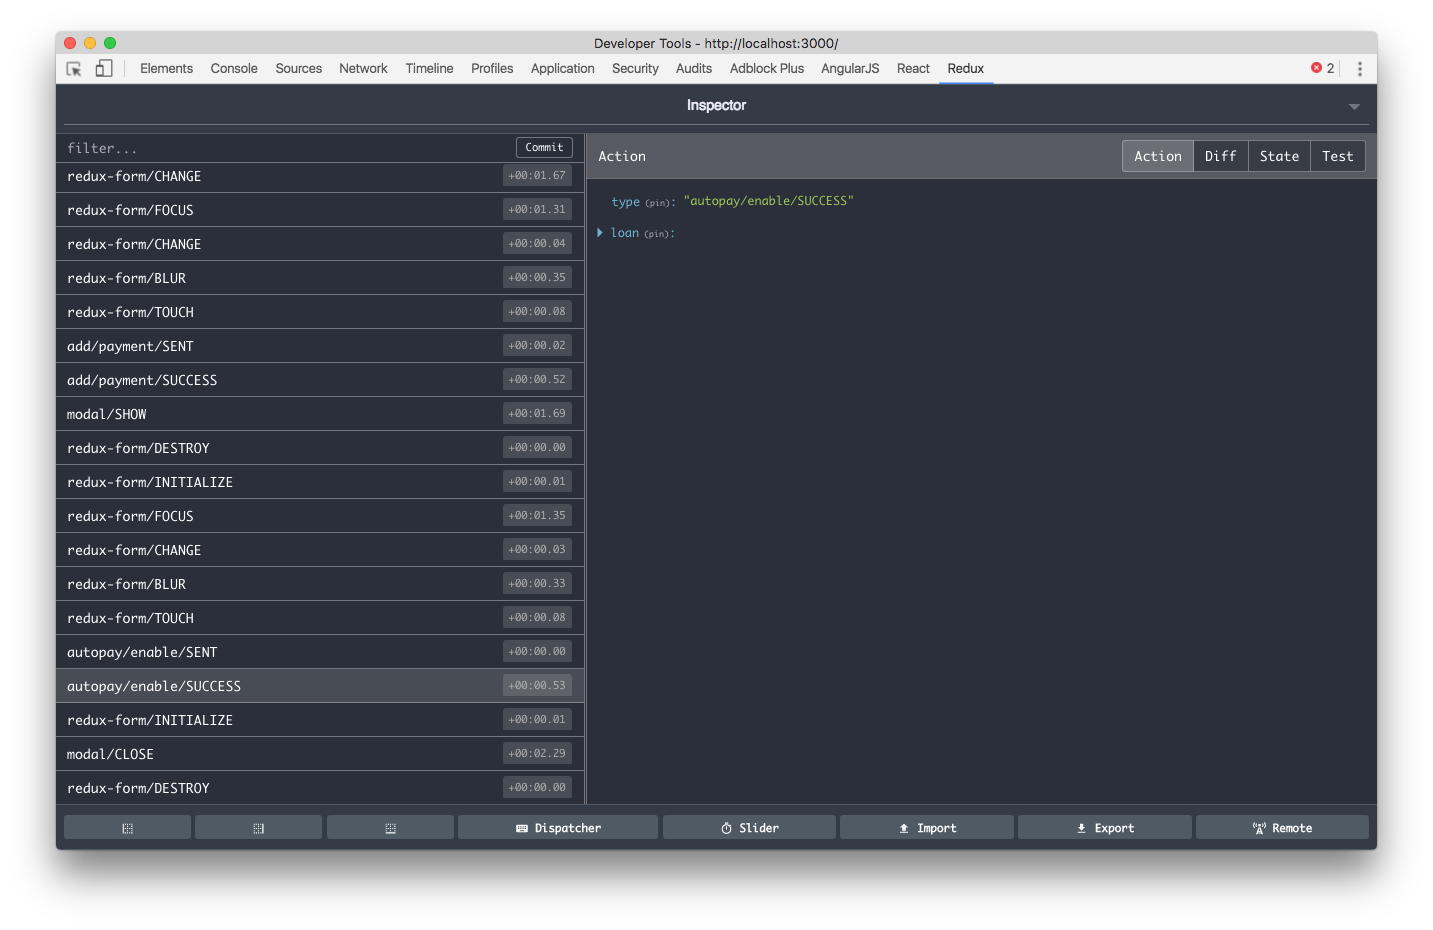 Developer Tools - http://localhost:3000/
Elements Console Sources Network Timeline Profiles Application Security Audits Adblock Plus AngularJS React Redux 2
Inspector
filter... Commit
redux-form/CHANGE +00:01.67
redux-form/FOCUS +00:01.31
redux-form/CHANGE +00:00.04
redux-form/BLUR +00:00.35
redux-form/TOUCH +00:00.08
add/payment/SENT +00:00.02
add/payment/SUCCESS +00:00.52
modal/SHOW +00:01.69
redux-form/DESTROY +00:00.00
redux-form/INITIALIZE +00:00.01
redux-form/FOCUS +00:01.35
redux-form/CHANGE +00:00.03
redux-form/BLUR +00:00.33
redux-form/TOUCH +00:00.08
autopay/enable/SENT +00:00.00
autopay/enable/SUCCESS +00:00.53
redux-form/INITIALIZE +00:00.01
modal/CLOSE +00:02.29
redux-form/DESTROY +00:00.00
Action Action Diff State Test
type (pin): "autopay/enable/SUCCESS"
loan (pin):
Dispatcher Slider Import Export Remote